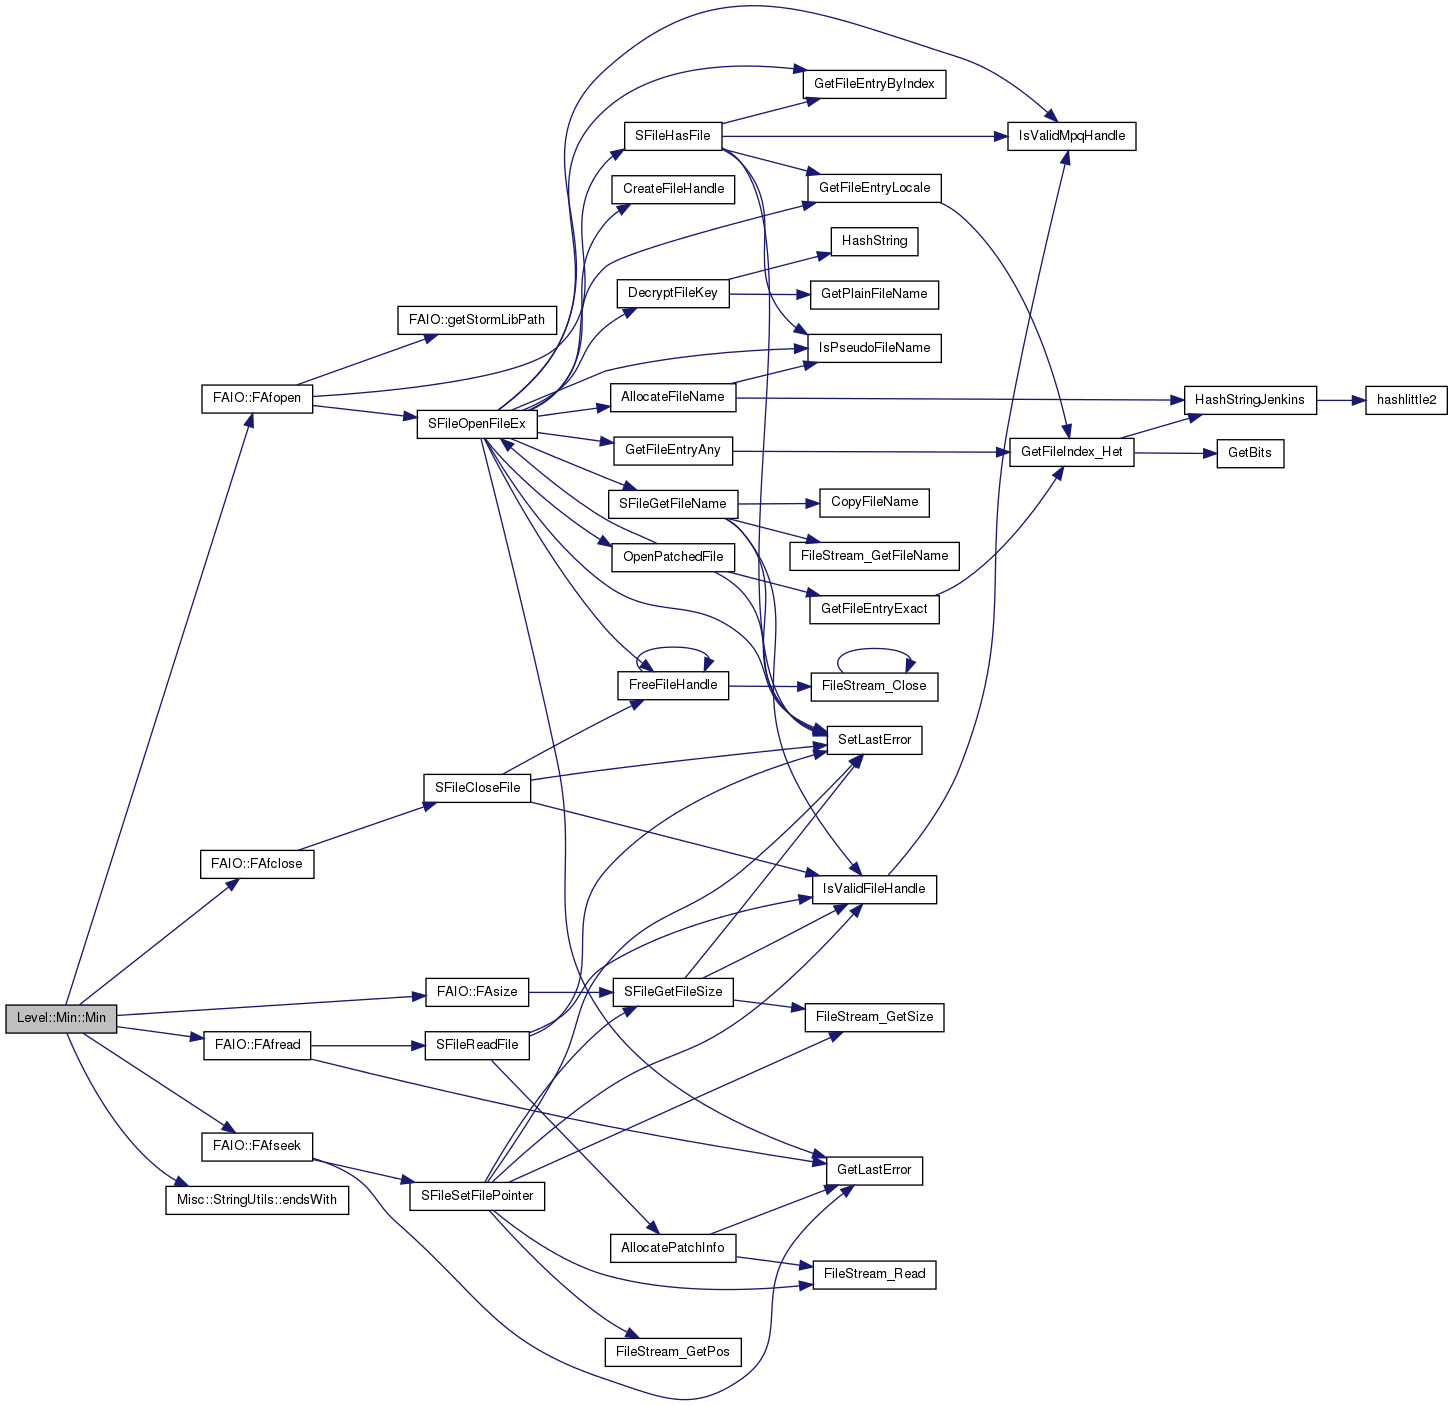 GetFileEntryByIndex
SFileHasFile
IsValidMpqHandle
CreateFileHandle
GetFileEntryLocale
HashString
DecryptFileKey
GetPlainFileName
FAIO::getStormLibPath
IsPseudoFileName
FAIO::FAfopen
AllocateFileName
HashStringJenkins
hashlittle2
SFileOpenFileEx
GetFileEntryAny
GetFileIndex_Het
GetBits
SFileGetFileName
CopyFileName
OpenPatchedFile
FileStream_GetFileName
GetFileEntryExact
FreeFileHandle
FileStream_Close
SetLastError
SFileCloseFile
FAIO::FAfclose
IsValidFileHandle
FAIO::FAsize
SFileGetFileSize
Level::Min::Min
FileStream_GetSize
FAIO::FAfread
SFileReadFile
FAIO::FAfseek
GetLastError
Misc::StringUtils::endsWith
SFileSetFilePointer
AllocatePatchInfo
FileStream_Read
FileStream_GetPos